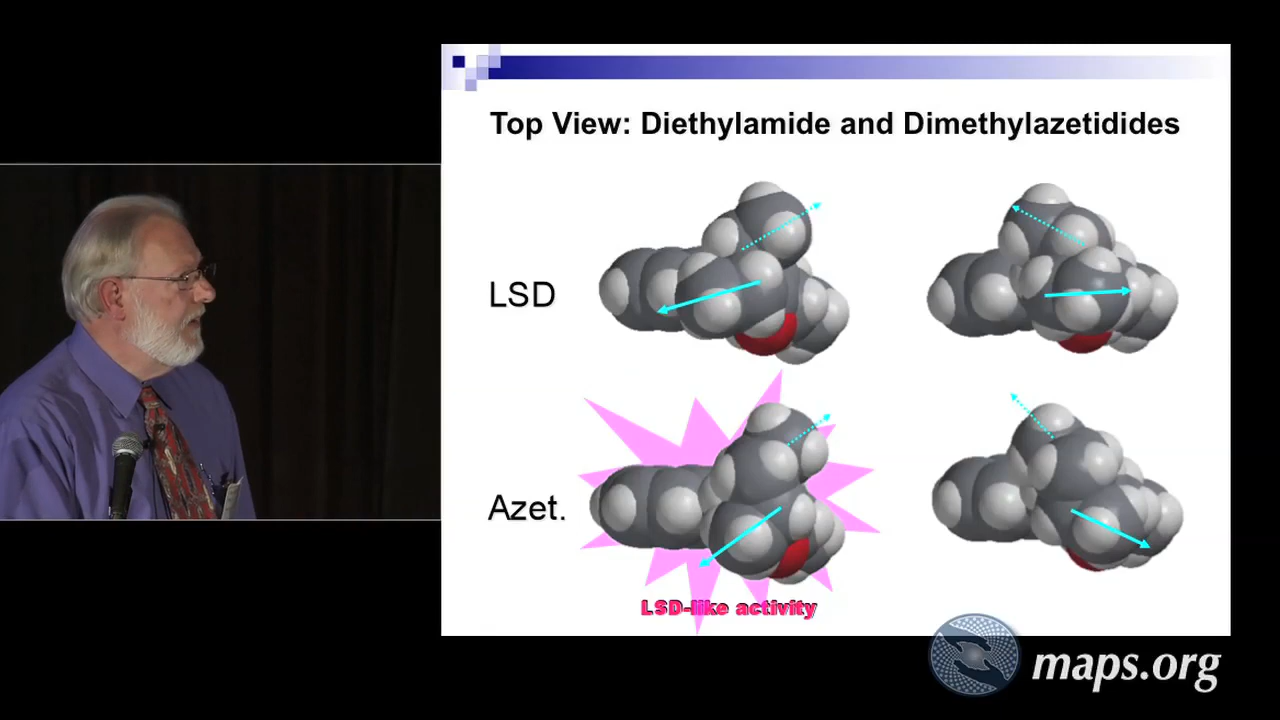 Top View: Diethylamide and Dimethylazetidides
LSD
Azet.
LSD-like activity
maps.org